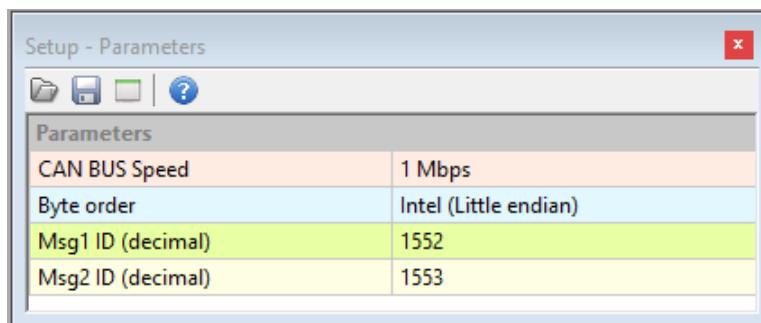 Setup - Parameters
x
?
Parameters
CAN BUS Speed 1 Mbps
Byte order Intel (Little endian)
Msg1 ID (decimal) 1552
Msg2 ID (decimal) 1553